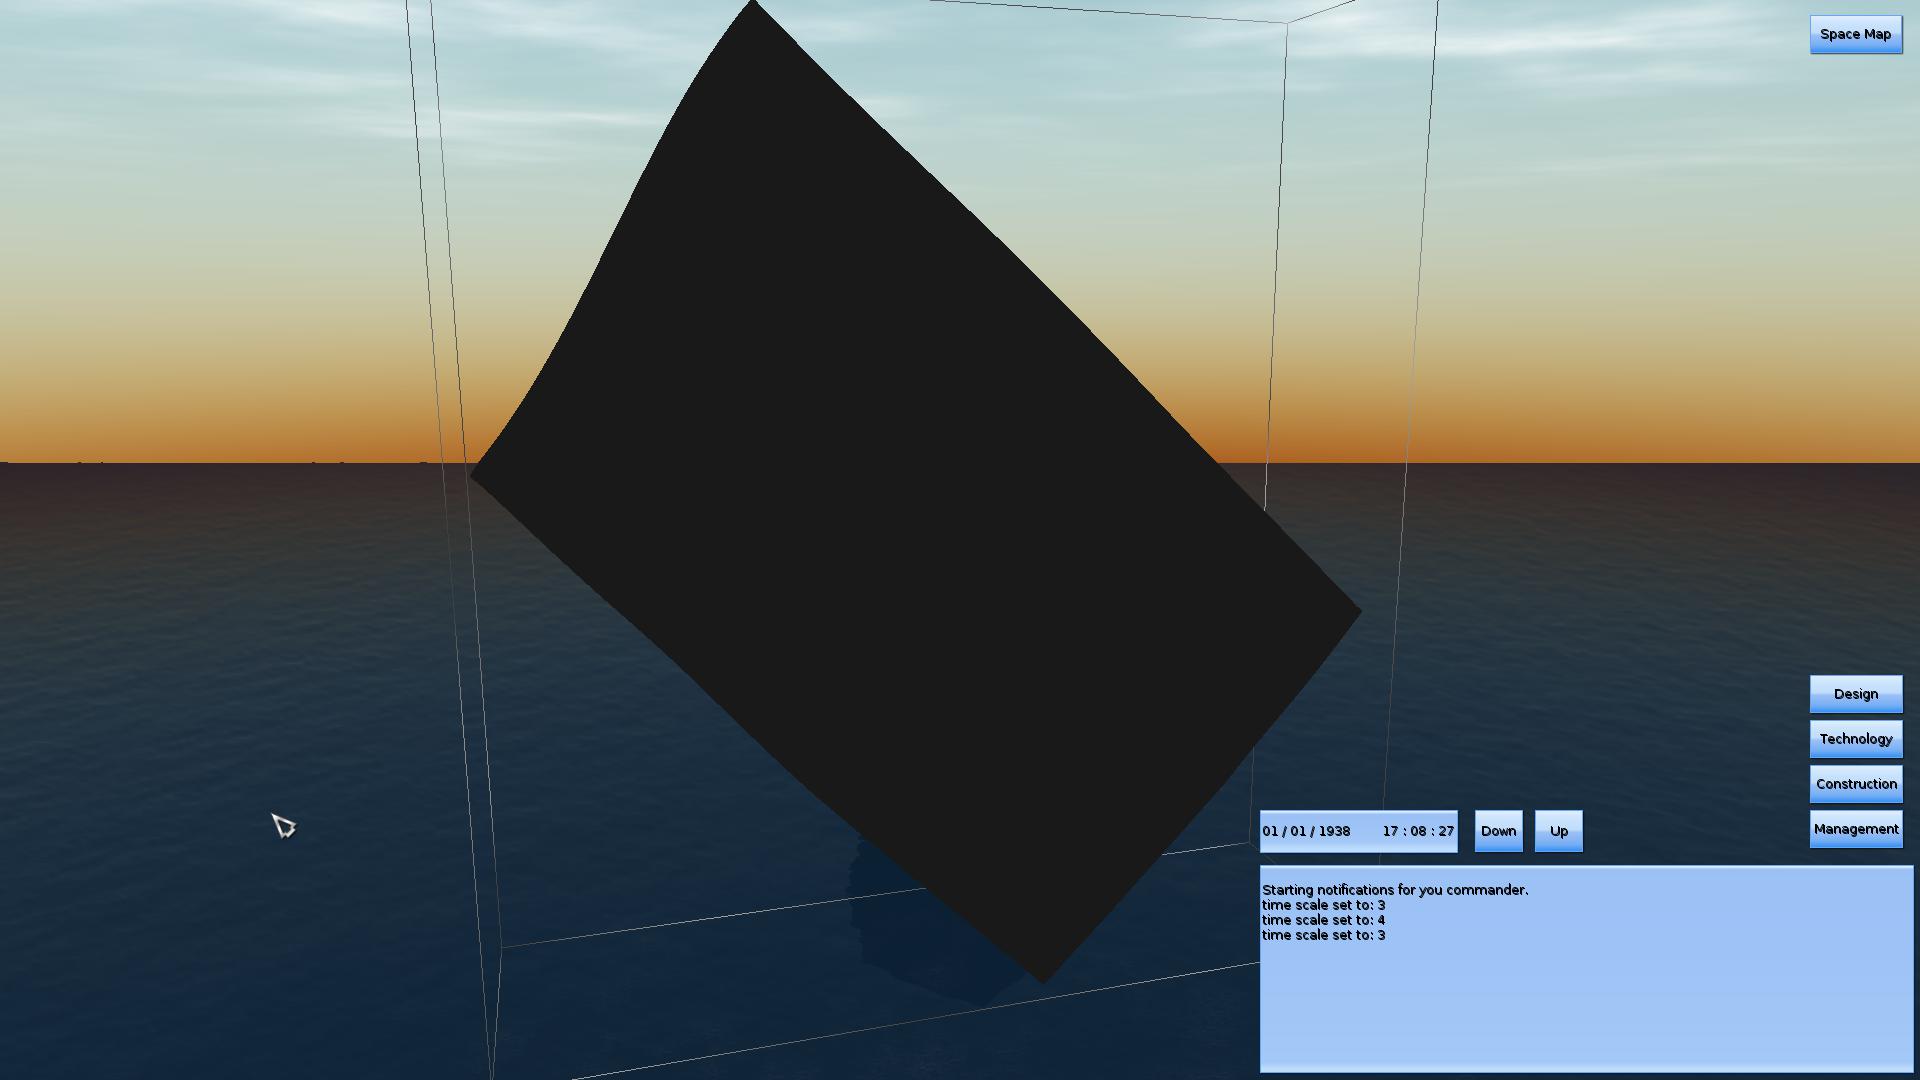 Space Map
Design
Technology
Construction
Management
01 / 01 / 1938 17 : 08 : 27
Down
Up
Starting notifications for you commander.
time scale set to: 3
time scale set to: 4
time scale set to: 3